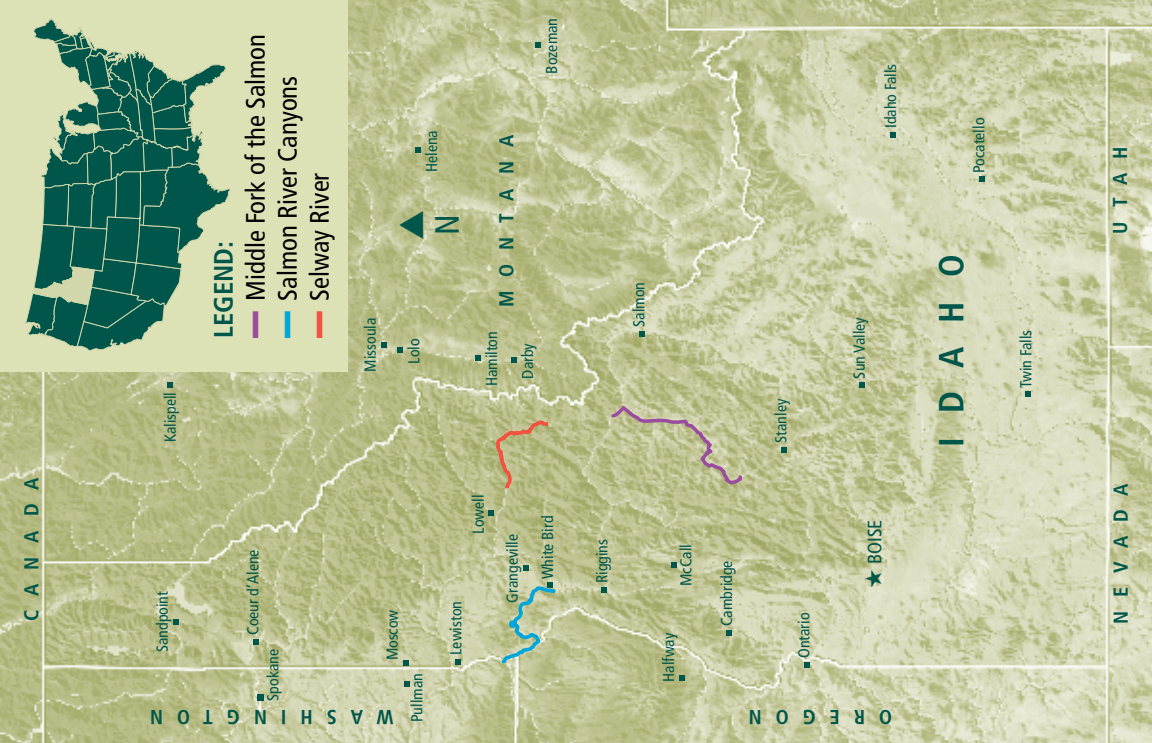 LEGEND:
Middle Fork of the Salmon
Salmon River Canyons
Selway River
CANADA
Kalispell
Sandpoint
Coeur d'Alene
Spokane
WASHINGTON
Missoula
Lolo
Hamilton
Darby
Helena
N
MONTANA
Bozeman
Moscow
Pullman
Lewiston
Lowell
Grangeville
White Bird
Riggins
Salmon
McCall
Cambridge
Halfway
Stanley
Ontario
OREGON
Sun Valley
BOISE
Idaho Falls
IDAHO
Pocatello
Twin Falls
NEVADA
UTAH